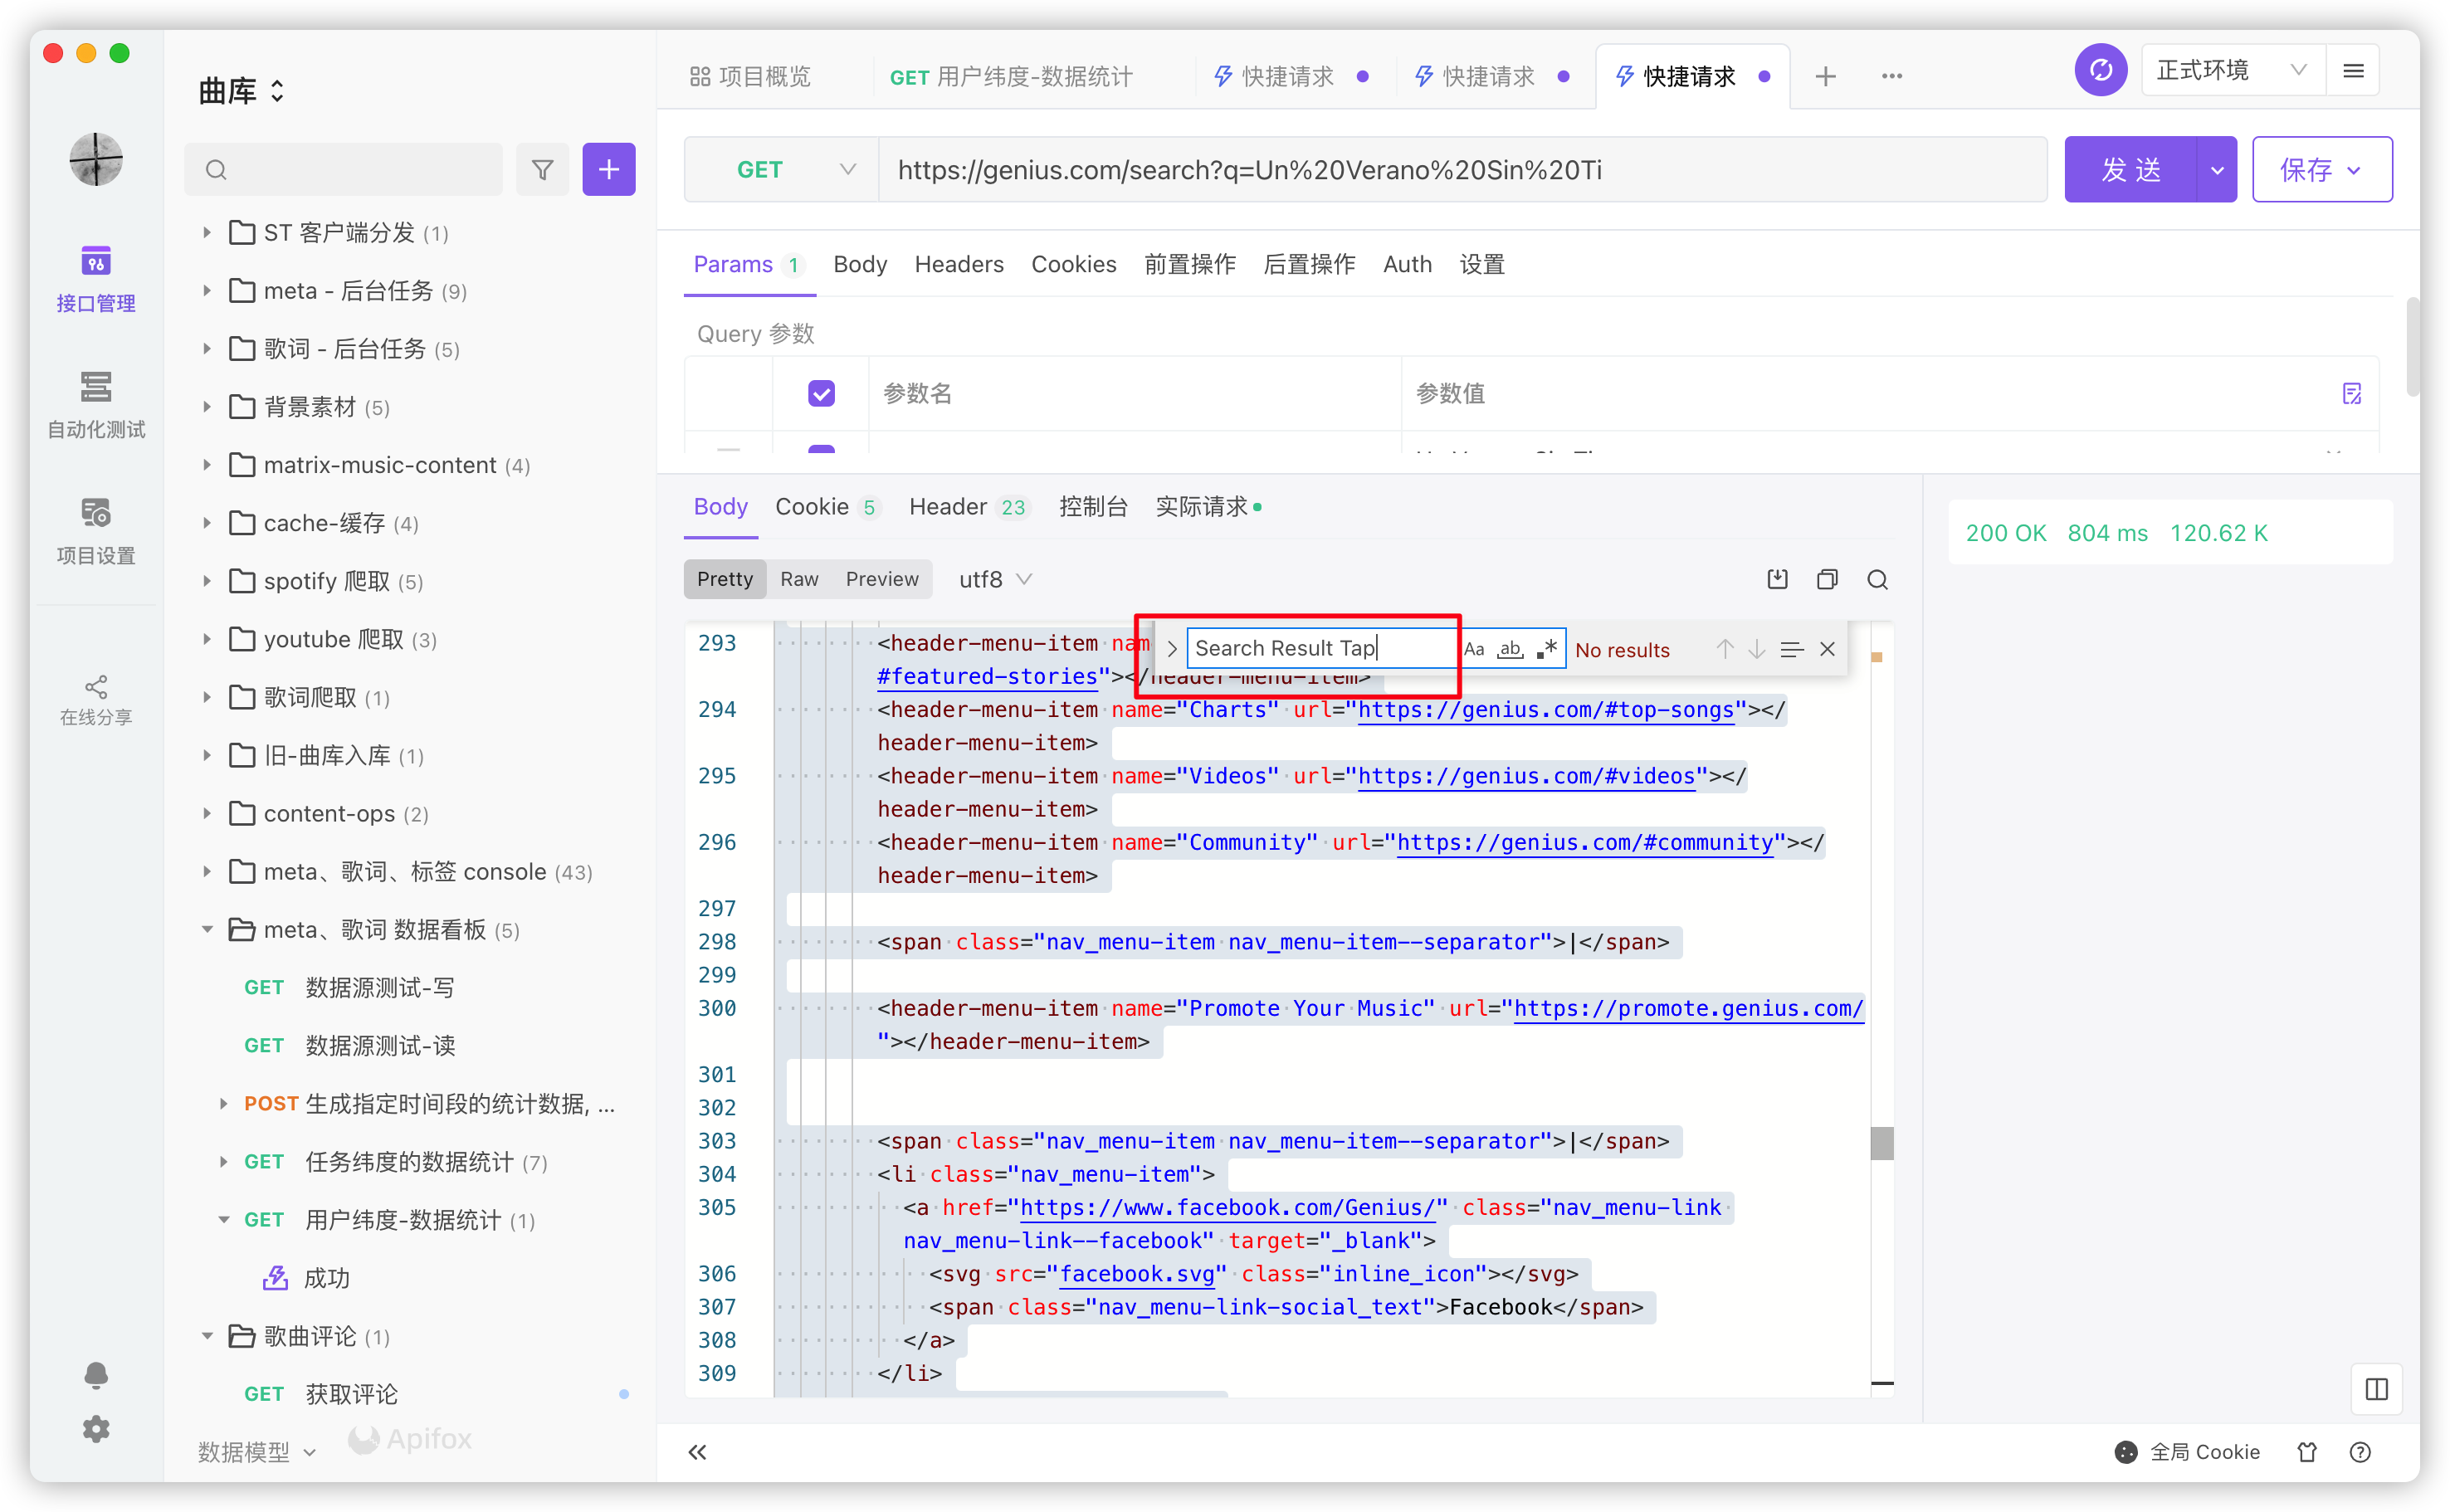 曲库
项目概览
GET 用户纬度-数据统计
快捷请求
快捷请求
快捷请求
正式环境
GET
https://genius.com/search?q=Un%20Verano%20Sin%20Ti
发 送
保存
接口管理
自动化测试
项目设置
在线分享
ST 客户端分发 (1)
meta - 后台任务 (9)
歌词 - 后台任务 (5)
背景素材 (5)
matrix-music-content (4)
cache-缓存 (4)
spotify 爬取 (5)
youtube 爬取 (3)
歌词爬取 (1)
旧-曲库入库 (1)
content-ops (2)
meta、歌词、标签 console (43)
meta、歌词 数据看板 (5)
GET 数据源测试-写
GET 数据源测试-读
POST 生成指定时间段的统计数据, ...
GET 任务纬度的数据统计 (7)
GET 用户纬度-数据统计 (1)
成功
歌曲评论 (1)
GET 获取评论
数据模型
Apifox
Params 1 Body Headers Cookies 前置操作 后置操作 Auth 设置
Query 参数
参数名 参数值
Body Cookie 5 Header 23 控制台 实际请求
200 OK 804 ms 120.62 K
Pretty Raw Preview utf8
Search Result Tap Aa ab .* No results
293 <header-menu-item nam
#featured-stories"></header-menu-item>
294 <header-menu-item name="Charts" url="https://genius.com/#top-songs"></
header-menu-item>
295 <header-menu-item name="Videos" url="https://genius.com/#videos"></
header-menu-item>
296 <header-menu-item name="Community" url="https://genius.com/#community"></
header-menu-item>
297
298 <span class="nav_menu-item nav_menu-item--separator">|</span>
299
300 <header-menu-item name="Promote Your Music" url="https://promote.genius.com/
"></header-menu-item>
301
302
303 <span class="nav_menu-item nav_menu-item--separator">|</span>
304 <li class="nav_menu-item">
305 <a href="https://www.facebook.com/Genius/" class="nav_menu-link
nav_menu-link--facebook" target="_blank">
306 <svg src="facebook.svg" class="inline_icon"></svg>
307 <span class="nav_menu-link-social_text">Facebook</span>
308 </a>
309 </li>
全局 Cookie